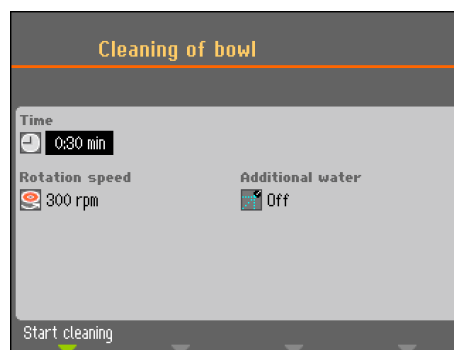 Cleaning of bowl
Time
0:30 min
Rotation speed
Additional water
300 rpm
Off
Start cleaning